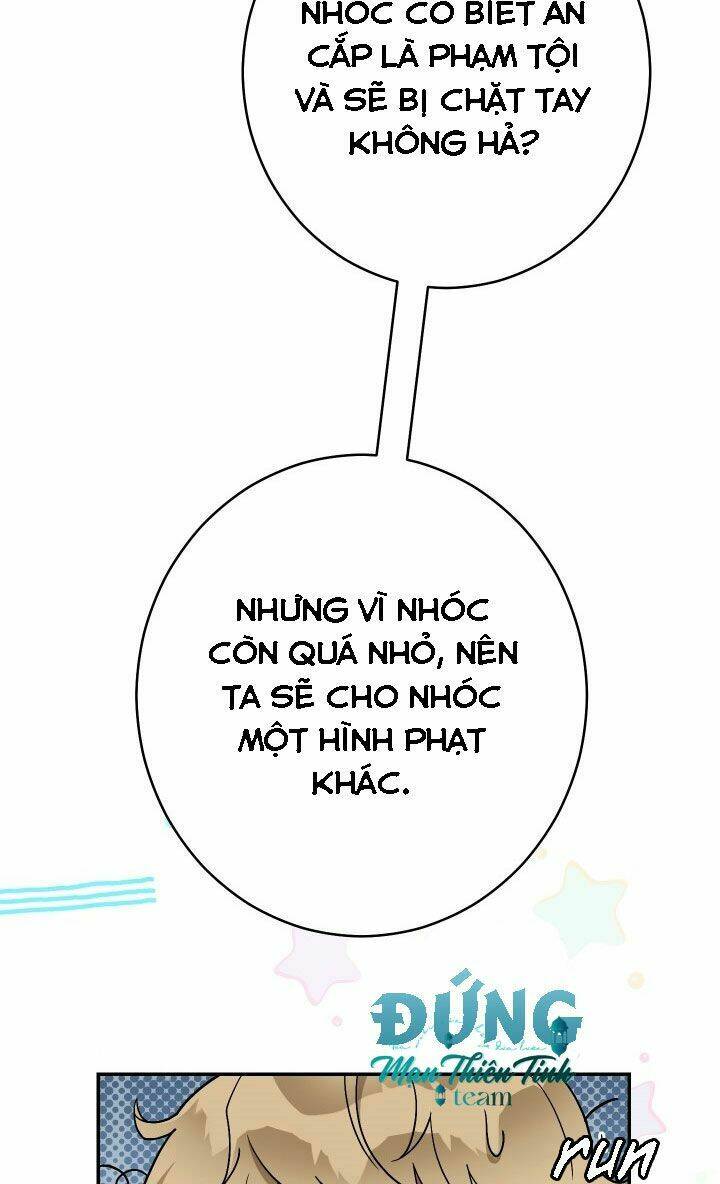 NHÓC CÓ BIẾT ĂN
CẮP LÀ PHẠM TỘI
VÀ SẼ BỊ CHẶT TAY
KHÔNG HẢ?
NHƯNG VÌ NHÓC
CÒN QUÁ NHỎ, NÊN
TA SẼ CHO NHÓC
MỘT HÌNH PHẠT
KHÁC.
ĐỨNG
Mạn Thiên Tinh
team
run